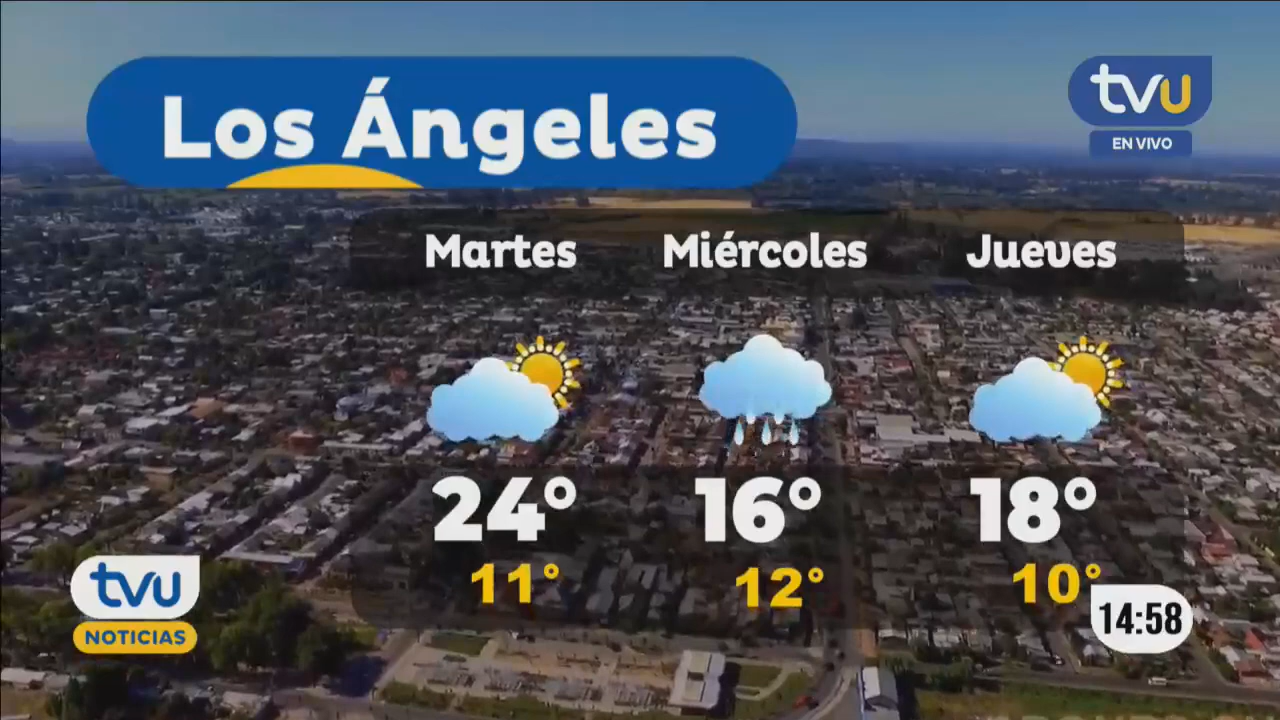 Los Ángeles
tvu
EN VIVO
Martes Miércoles Jueves
24° 16° 18°
11° 12° 10°
tvu
NOTICIAS
14:58